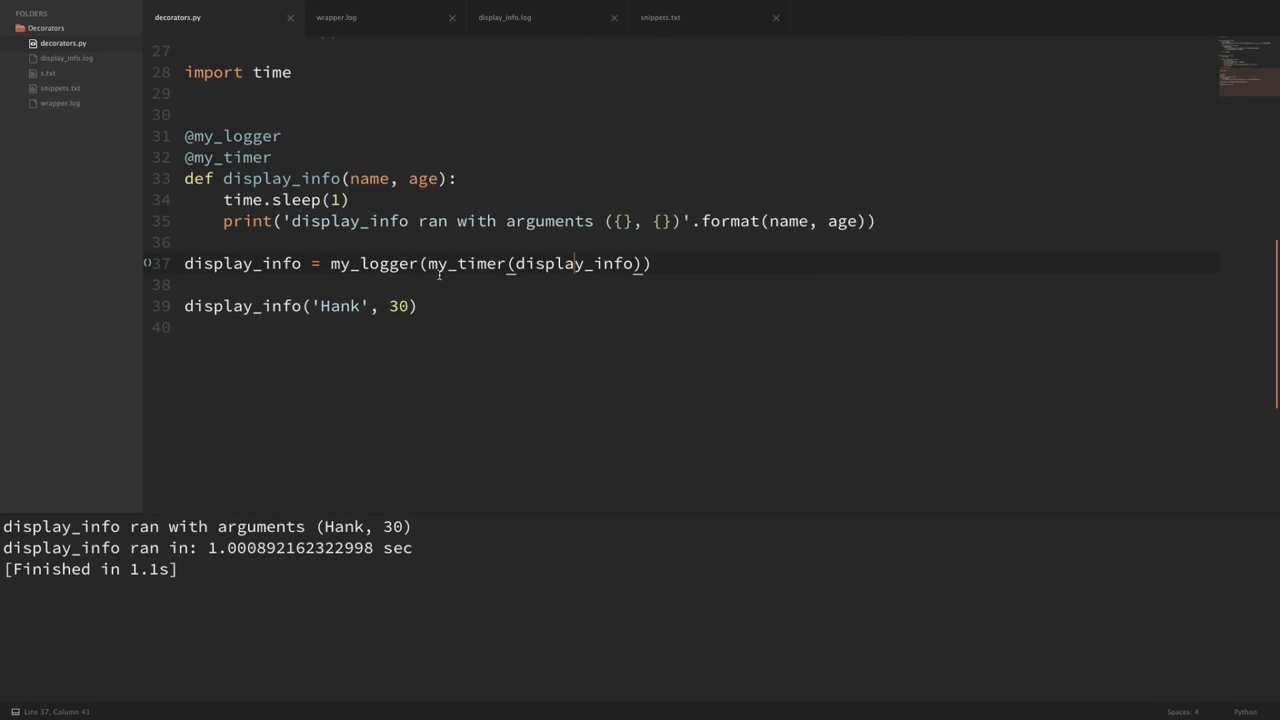 FOLDERS
Decorators
decorators.py
display_info.log
s.txt
snippets.txt
wrapper.log
decorators.py
wrapper.log
display_info.log
snippets.txt
27
28 import time
29
30
31 @my_logger
32 @my_timer
33 def display_info(name, age):
34 time.sleep(1)
35 print('display_info ran with arguments ({}, {})'.format(name, age))
36
37 display_info = my_logger(my_timer(display_info))
38
39 display_info('Hank', 30)
40
display_info ran with arguments (Hank, 30)
display_info ran in: 1.000892162322998 sec
[Finished in 1.1s]
Line 37, Column 41
Spaces: 4
Python